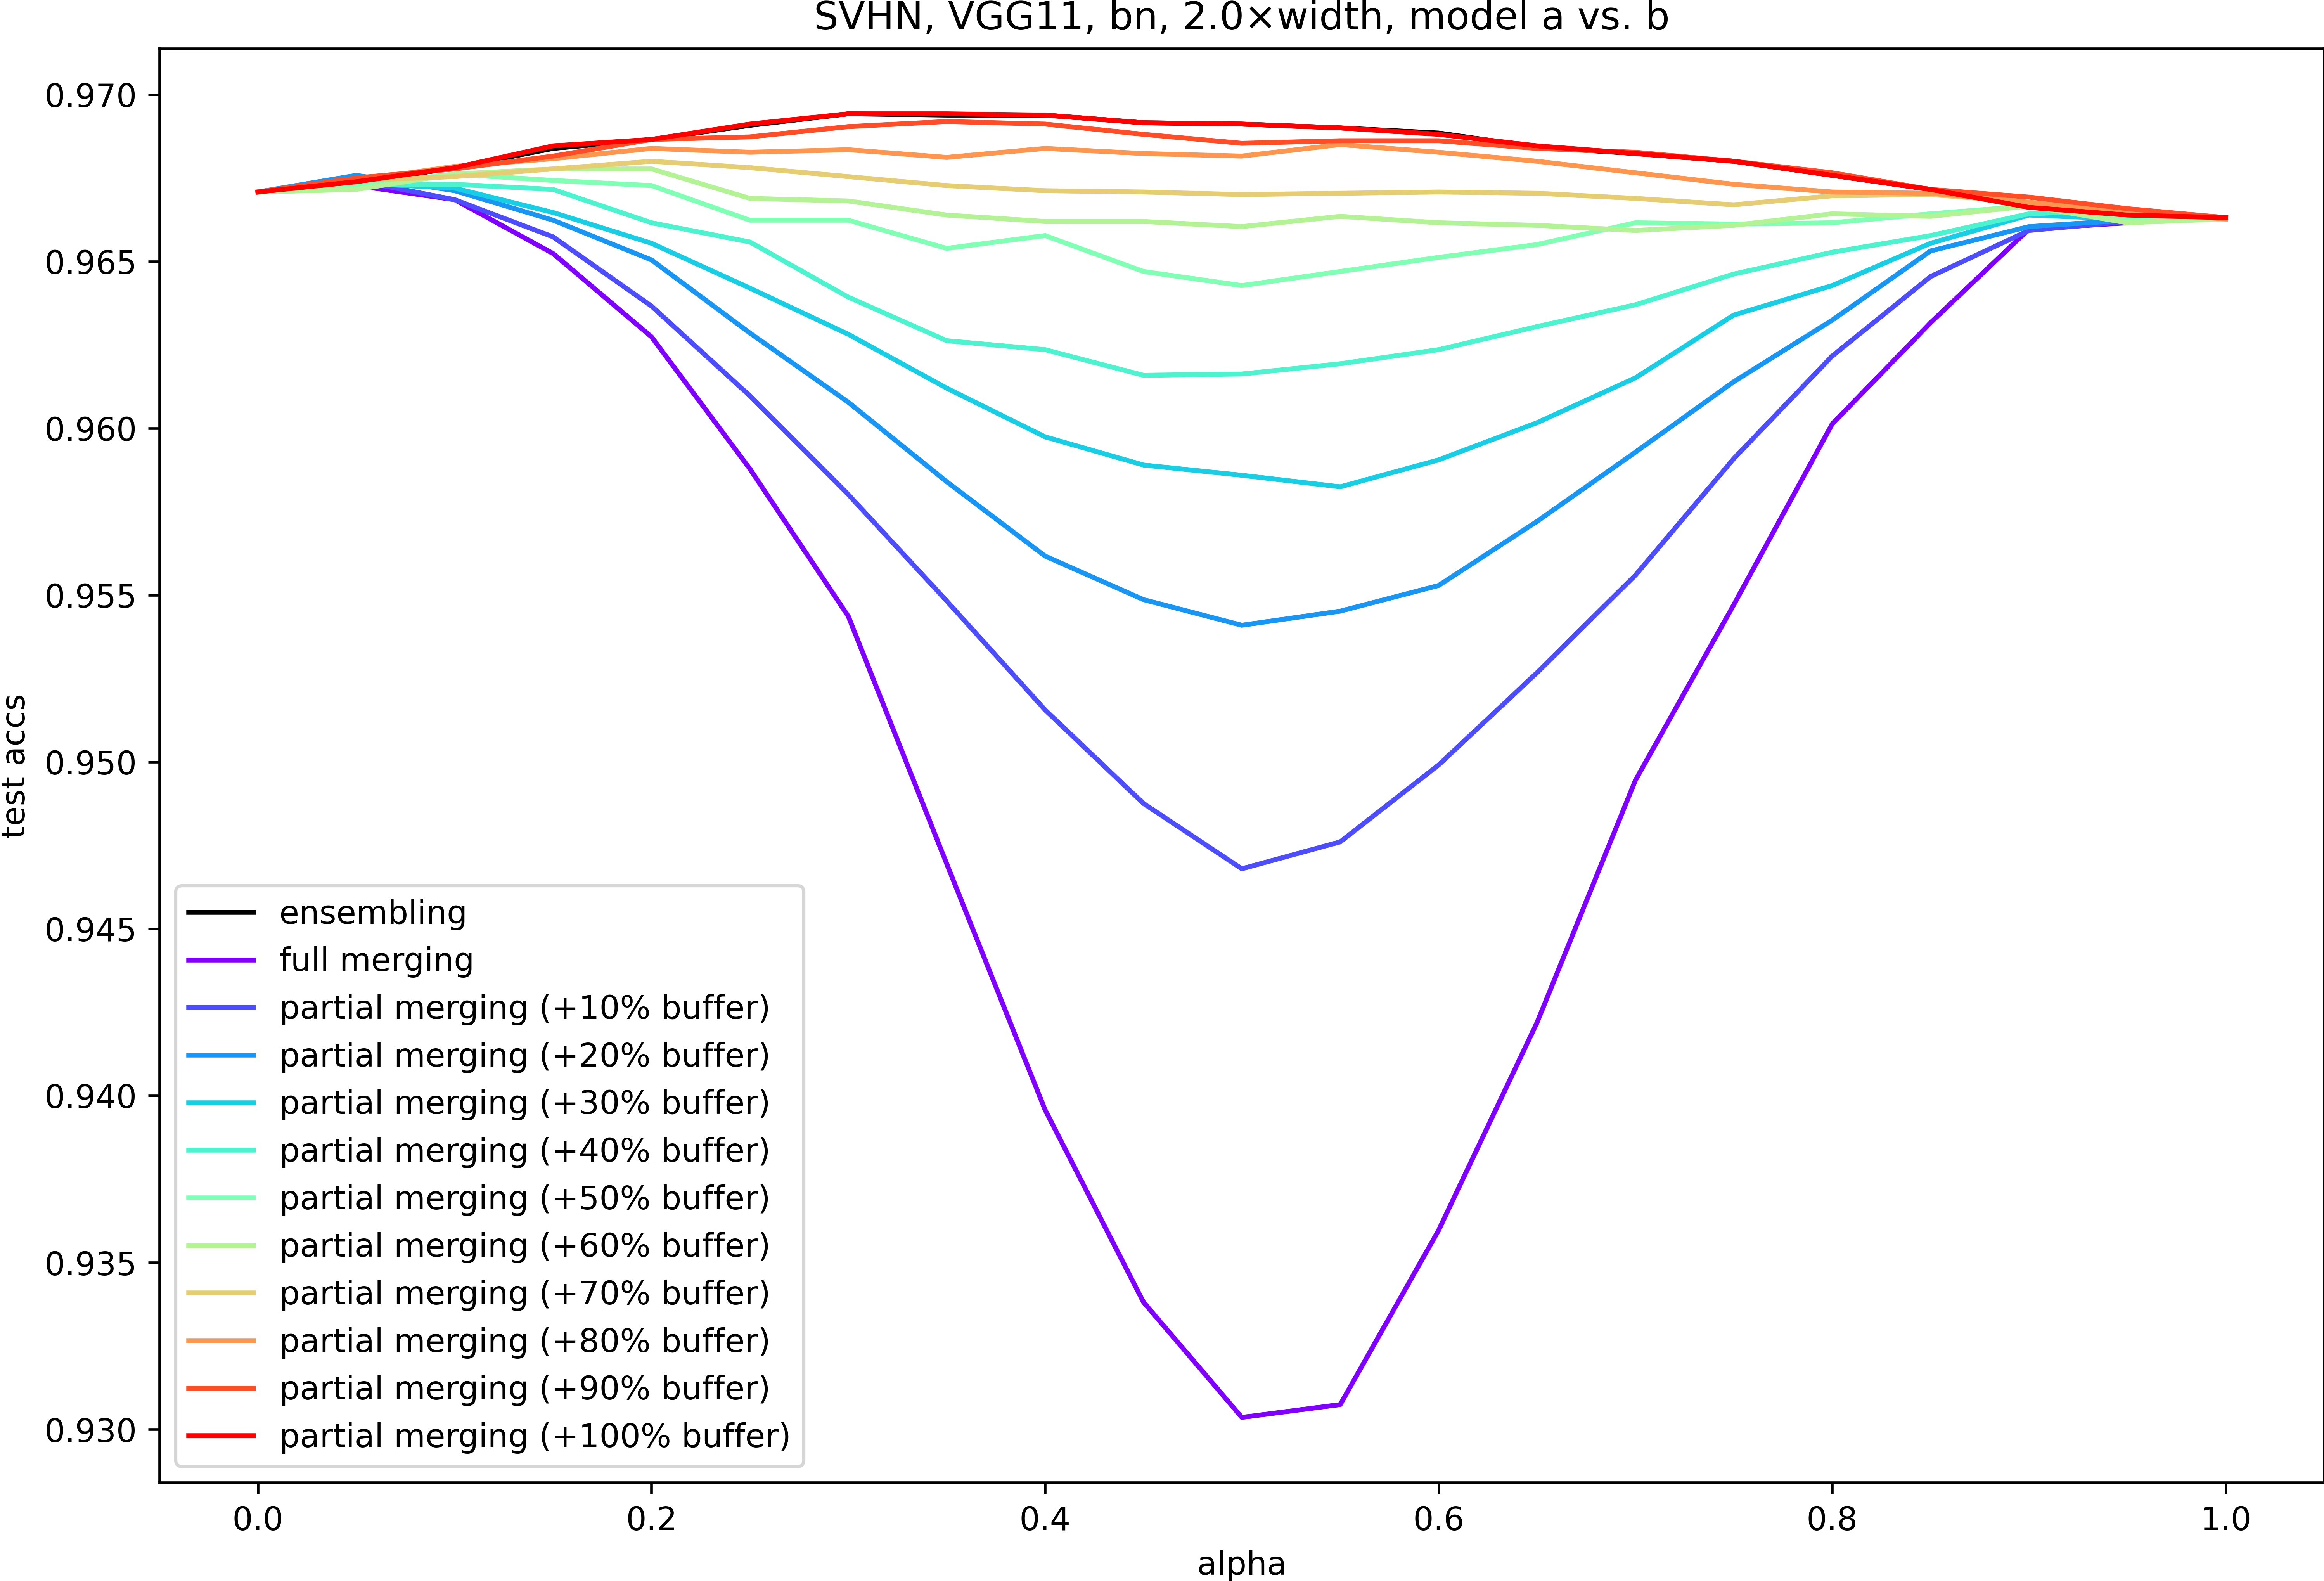 SVHN, VGG11, bn, 2.0×width, model a vs. b
0.970
0.965
0.960
0.955
0.950
0.945
0.940
0.935
0.930
test accs
ensembling
full merging
partial merging (+10% buffer)
partial merging (+20% buffer)
partial merging (+30% buffer)
partial merging (+40% buffer)
partial merging (+50% buffer)
partial merging (+60% buffer)
partial merging (+70% buffer)
partial merging (+80% buffer)
partial merging (+90% buffer)
partial merging (+100% buffer)
0.0 0.2 0.4 0.6 0.8 1.0
alpha